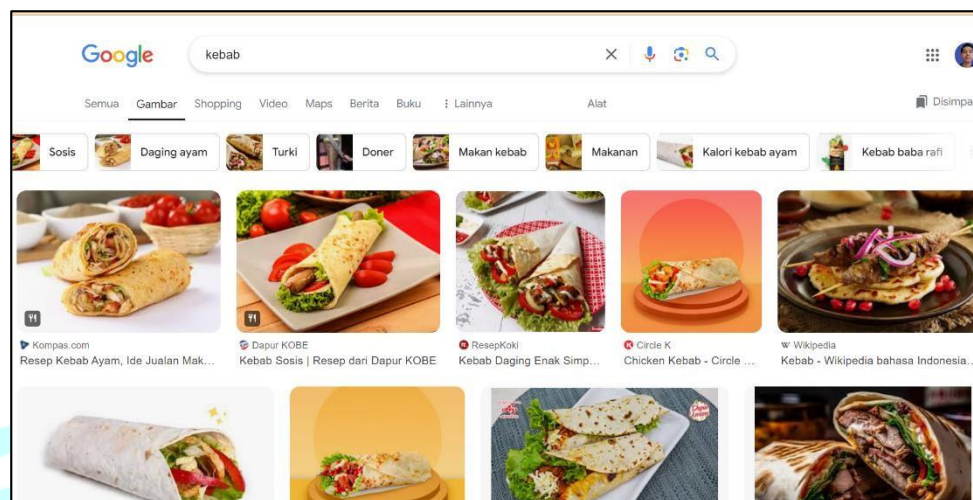 Google
kebab
Semua Gambar Shopping Video Maps Berita Buku Lainnya Alat Disimpa
Sosis Daging ayam Turki Doner Makan kebab Makanan Kalori kebab ayam Kebab baba rafi
Kompas.com
Resep Kebab Ayam, Ide Jualan Mak...
Dapur KOBE
Kebab Sosis | Resep dari Dapur KOBE
ResepKoki
Kebab Daging Enak Simp...
Circle K
Chicken Kebab - Circle ...
Wikipedia
Kebab - Wikipedia bahasa Indonesia...